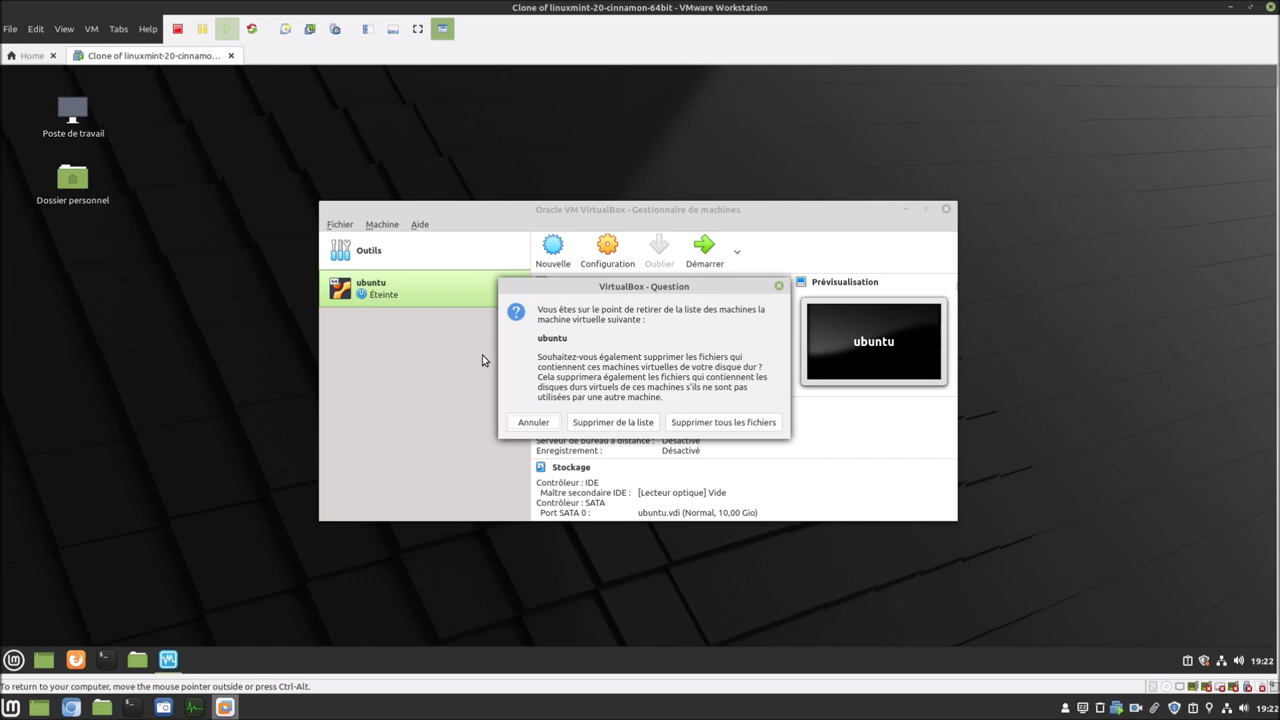 Clone of linuxmint-20-cinnamon-64bit - VMware Workstation
File Edit View VM Tabs Help
Home Clone of linuxmint-20-cinnamo...
Poste de travail
Dossier personnel
Oracle VM VirtualBox - Gestionnaire de machines
Fichier Machine Aide
Outils
Nouvelle Configuration Oublier Démarrer
ubuntu
Éteinte
Prévisualisation
ubuntu
VirtualBox - Question
Vous êtes sur le point de retirer de la liste des machines la
machine virtuelle suivante :
ubuntu
Souhaitez-vous également supprimer les fichiers qui
contiennent ces machines virtuelles de votre disque dur ?
Cela supprimera également les fichiers qui contiennent les
disques durs virtuels de ces machines s'ils ne sont pas
utilisées par une autre machine.
Annuler Supprimer de la liste Supprimer tous les fichiers
Serveur de bureau à distance : Désactivé
Enregistrement : Désactivé
Stockage
Contrôleur : IDE
Maître secondaire IDE : [Lecteur optique] Vide
Contrôleur : SATA
Port SATA 0 : ubuntu.vdi (Normal, 10,00 Gio)
19:22
To return to your computer, move the mouse pointer outside or press Ctrl-Alt.
19:22